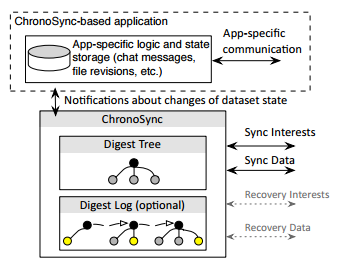 ChronoSync-based application
App-specific logic and state
storage (chat messages,
file revisions, etc.)
App-specific
communication
Notifications about changes of dataset state
ChronoSync
Digest Tree
Sync Interests
Sync Data
Digest Log (optional)
Recovery Interests
Recovery Data